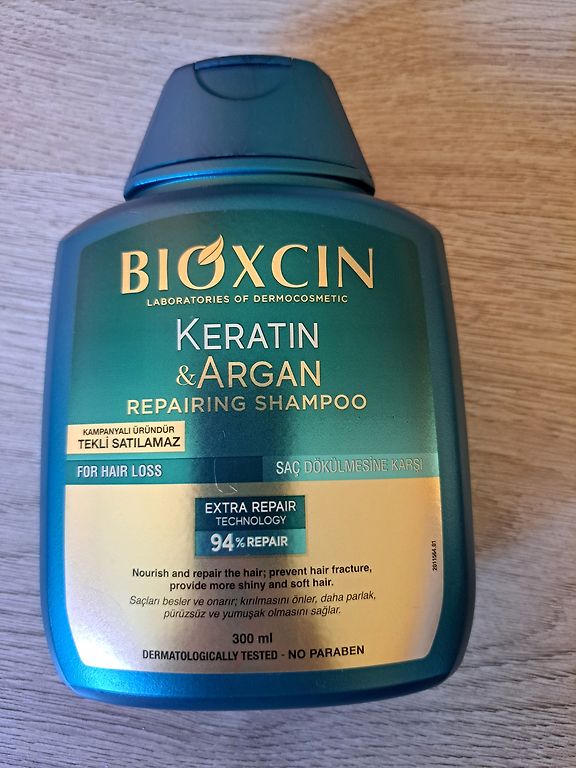 BIOXCIN
LABORATORIES OF DERMOCOSMETIC
KERATIN
& ARGAN
REPAIRING SHAMPOO
KAMPANYALI ÜRÜNDÜR
TEKLİ SATILAMAZ
FOR HAIR LOSS
SAÇ DÖKÜLMESİNE KARŞI
EXTRA REPAIR
TECHNOLOGY
94% REPAIR
Nourish and repair the hair; prevent hair fracture,
provide more shiny and soft hair.
Saçları besler ve onarır; kırılmasını önler, daha parlak,
pürüzsüz ve yumuşak olmasını sağlar.
300 ml
DERMATOLOGICALLY TESTED - NO PARABEN
2011564.01